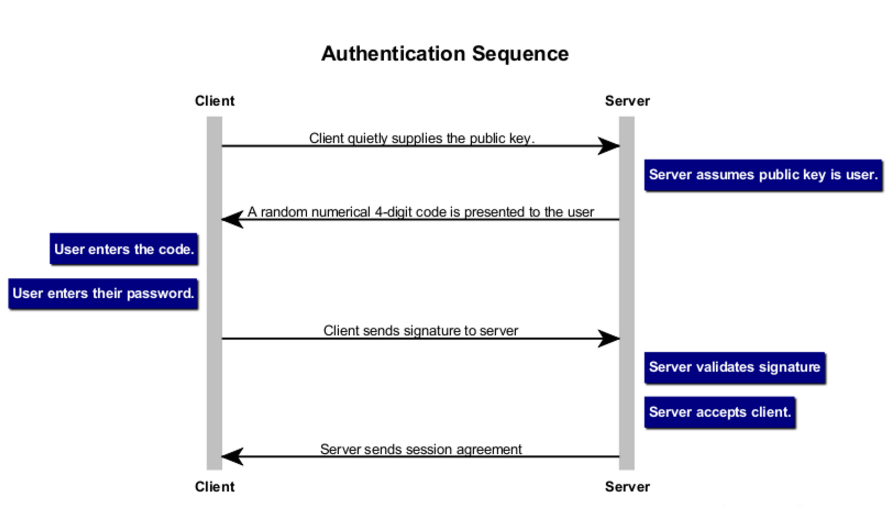 Authentication Sequence
Client
Server
Client quietly supplies the public key.
Server assumes public key is user.
A random numerical 4-digit code is presented to the user
User enters the code.
User enters their password.
Client sends signature to server
Server validates signature
Server accepts client.
Server sends session agreement
Client
Server